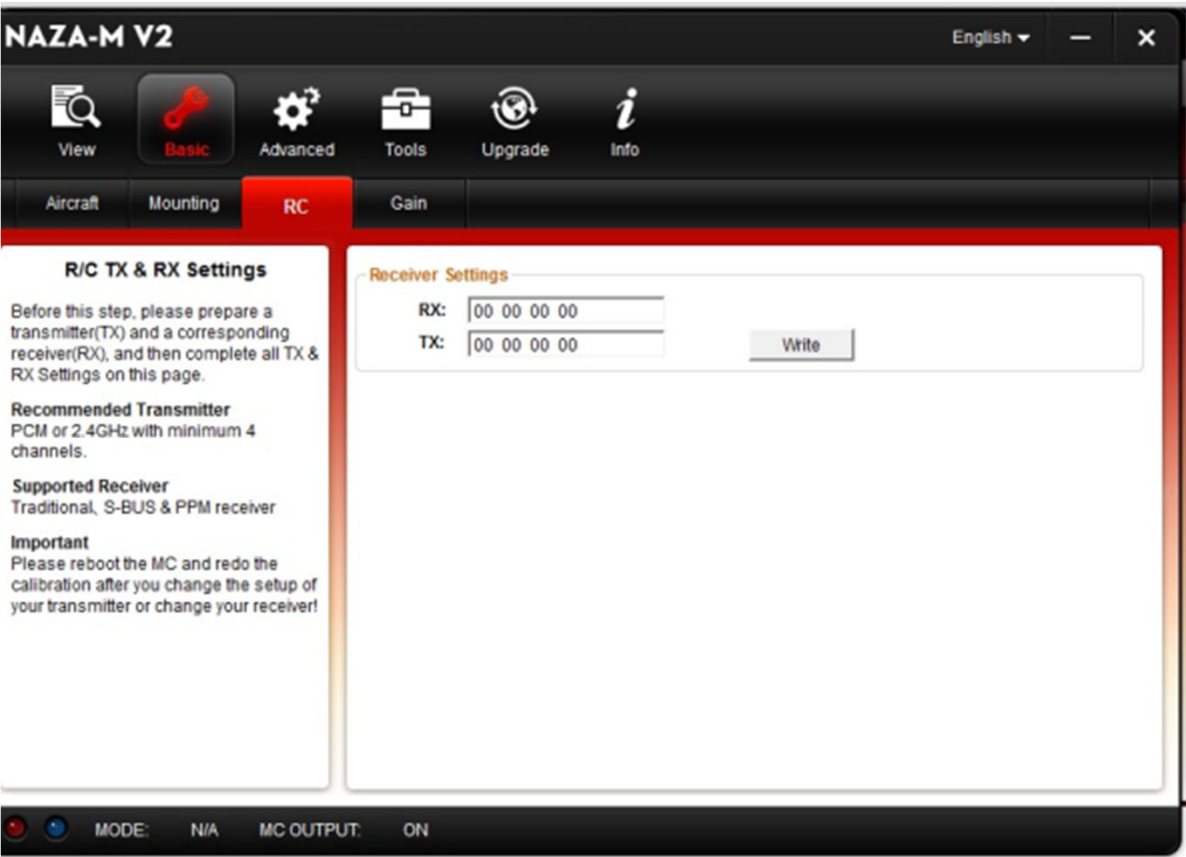 NAZA-M V2
English
View
Basic
Advanced
Tools
Upgrade
Info
Aircraft
Mounting
RC
Gain
R/C TX & RX Settings
Before this step, please prepare a
transmitter(TX) and a corresponding
receiver(RX), and then complete all TX &
RX Settings on this page.
Recommended Transmitter
PCM or 2.4GHz with minimum 4
channels.
Supported Receiver
Traditional、S-BUS & PPM receiver
Important
Please reboot the MC and redo the
calibration after you change the setup of
your transmitter or change your receiver!
Receiver Settings
RX: 00 00 00 00
TX: 00 00 00 00
Write
MODE: N/A MC OUTPUT: ON